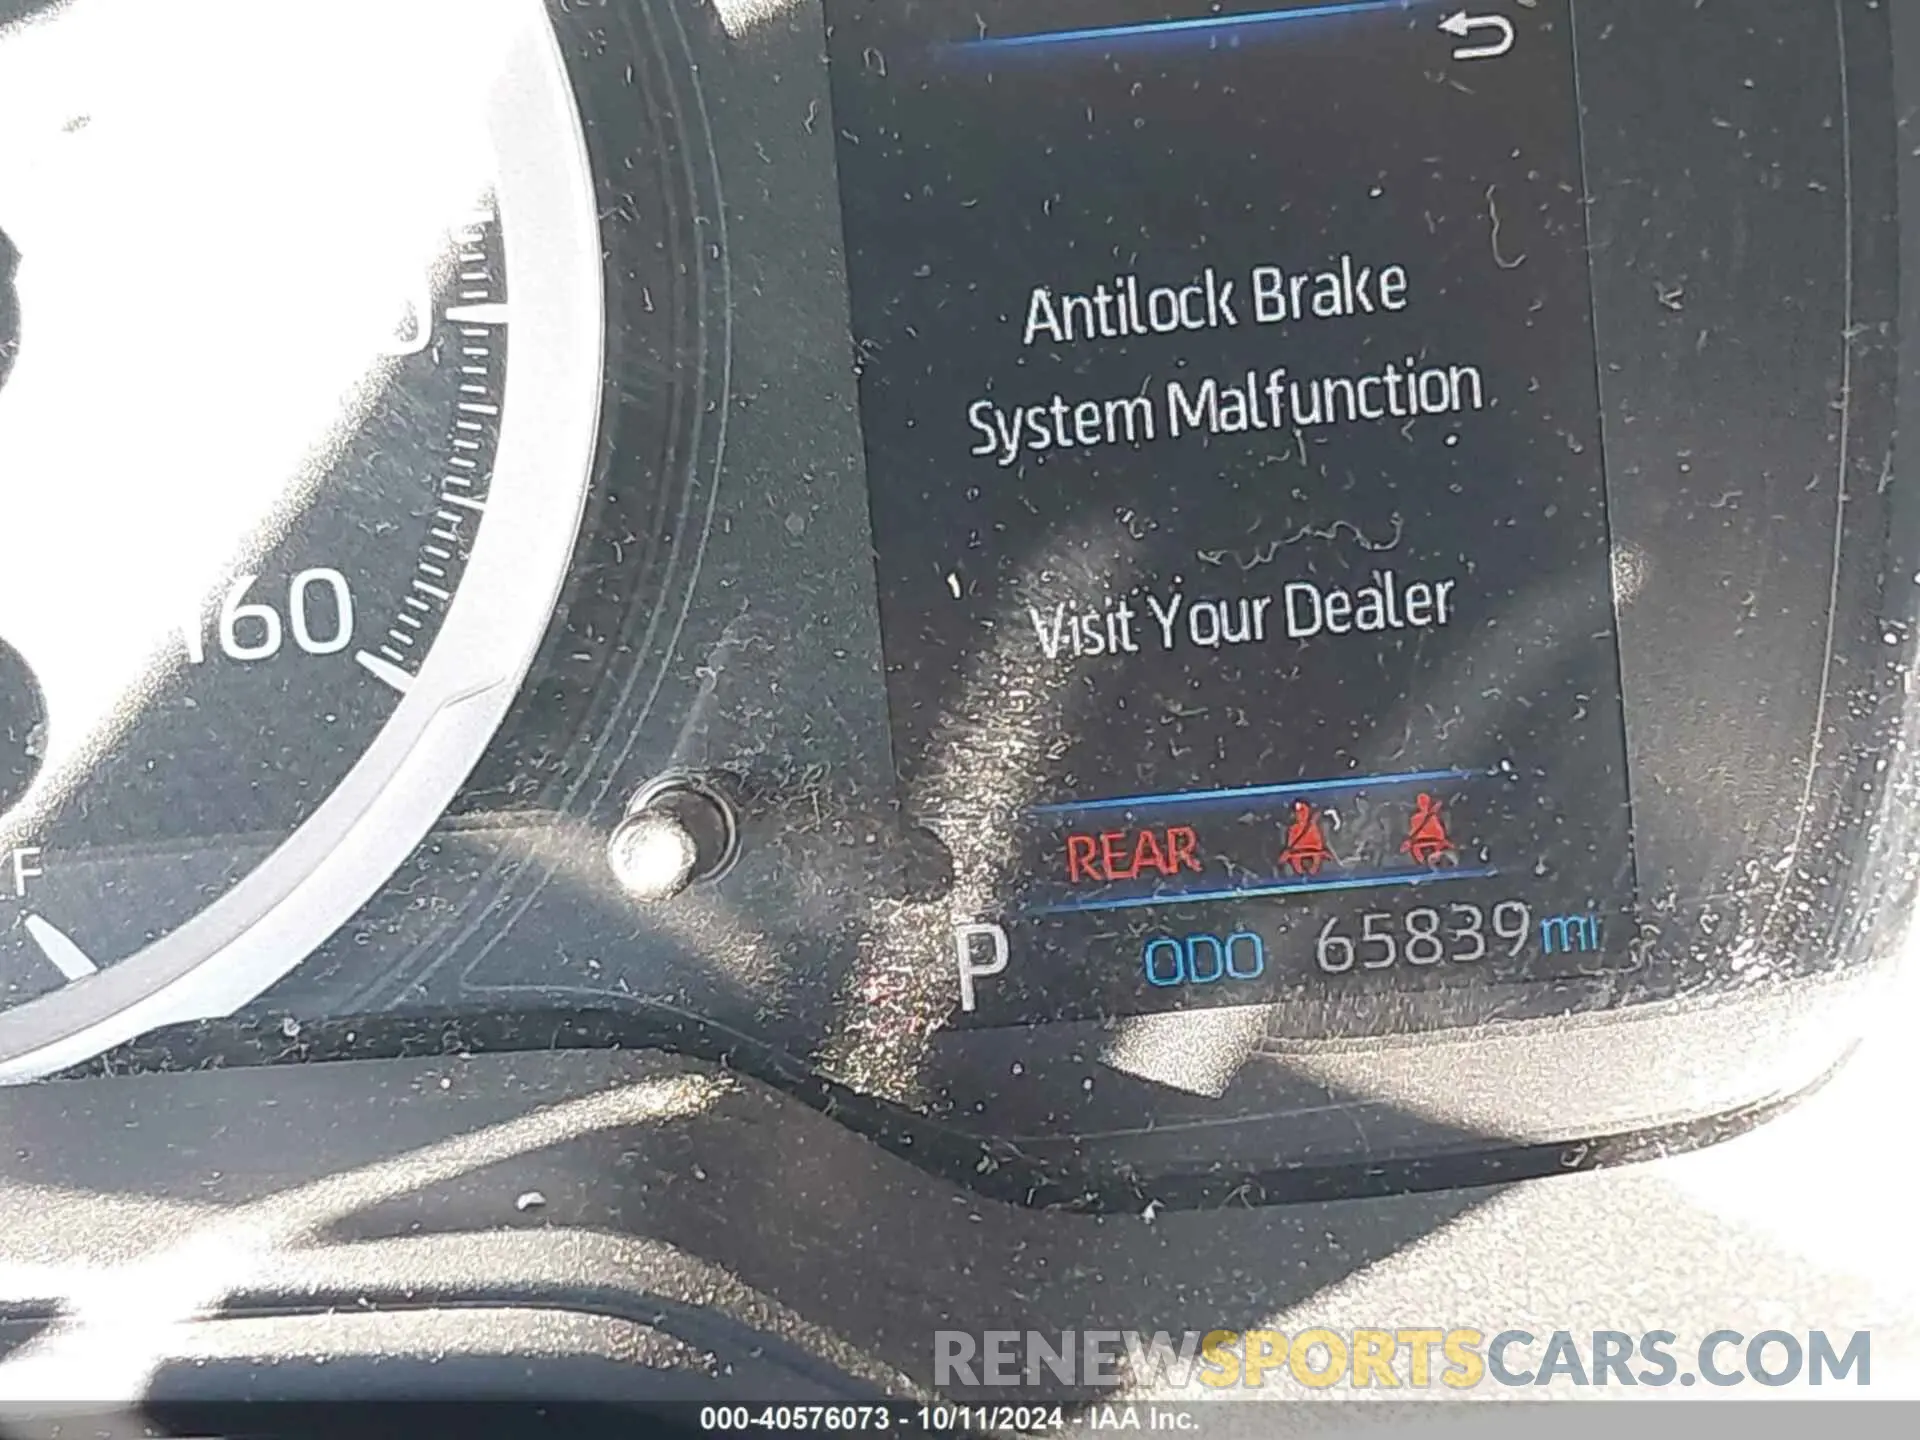 Antilock Brake
System Malfunction
Visit Your Dealer
160
F
REAR
P ODO 65839 mi
RENEWSPORTSCARS.COM
000-40576073 - 10/11/2024 - IAA Inc.